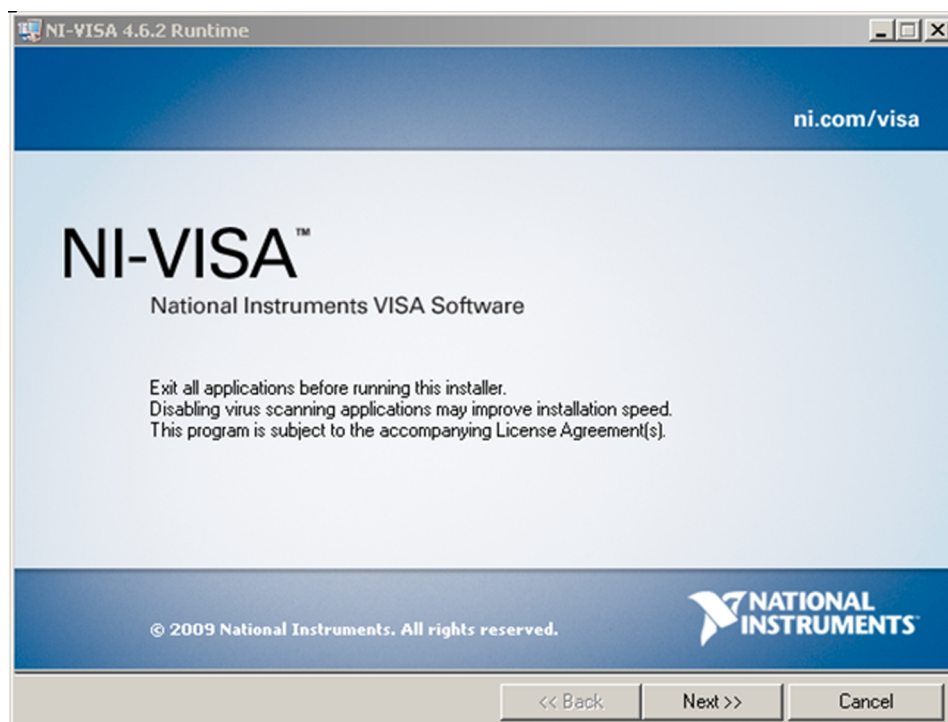 NI-VISA 4.6.2 Runtime
ni.com/visa
NI-VISA™
National Instruments VISA Software
Exit all applications before running this installer.
Disabling virus scanning applications may improve installation speed.
This program is subject to the accompanying License Agreement(s).
© 2009 National Instruments. All rights reserved.
NATIONAL
INSTRUMENTS
<< Back Next >> Cancel